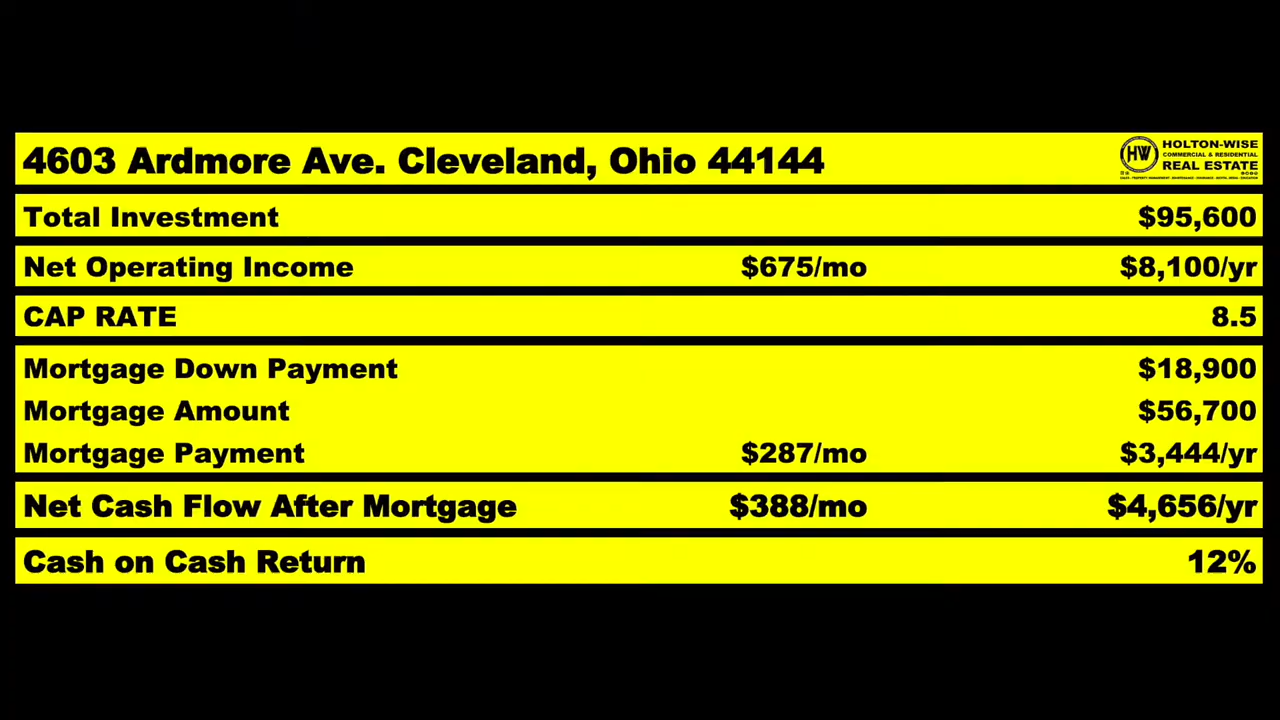 4603 Ardmore Ave. Cleveland, Ohio 44144
HOLTON-WISE
COMMERCIAL & RESIDENTIAL
REAL ESTATE
HW
Total Investment $95,600
Net Operating Income $675/mo $8,100/yr
CAP RATE 8.5
Mortgage Down Payment $18,900
Mortgage Amount $56,700
Mortgage Payment $287/mo $3,444/yr
Net Cash Flow After Mortgage $388/mo $4,656/yr
Cash on Cash Return 12%